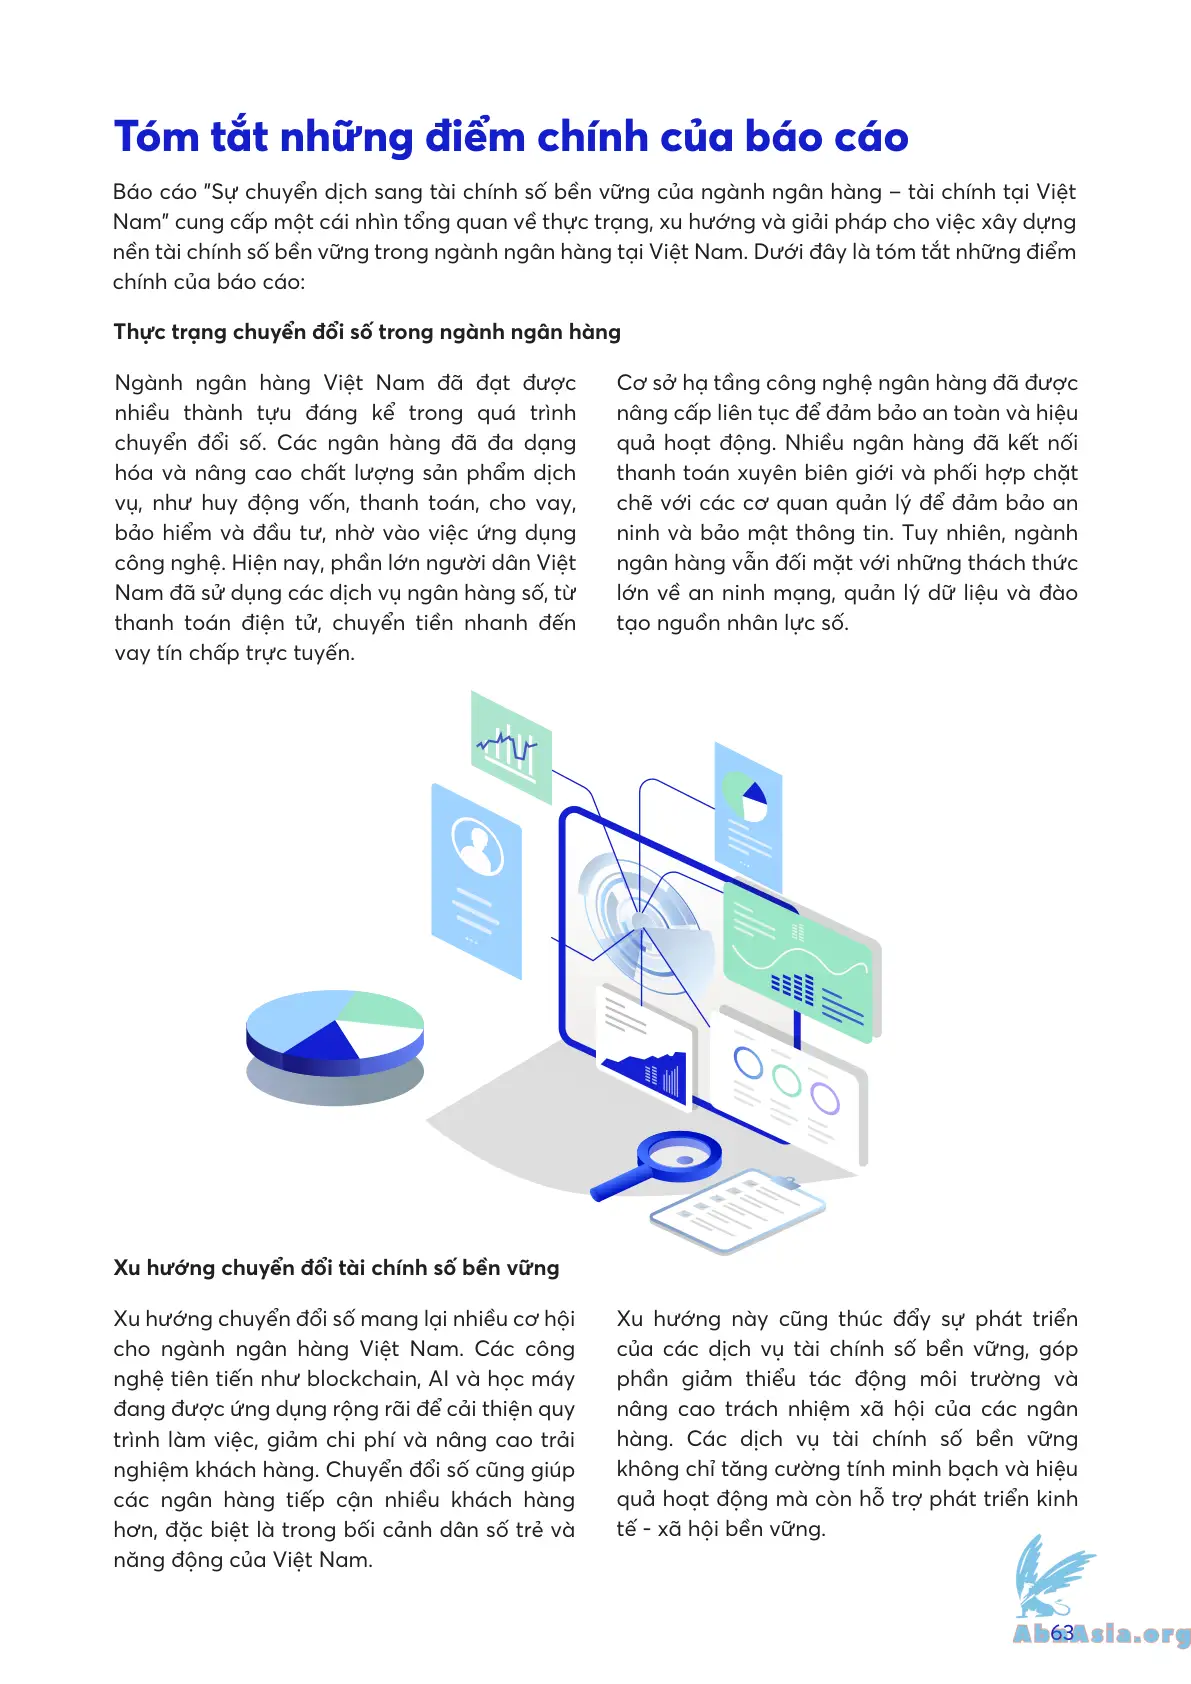 Tóm tắt những điểm chính của báo cáo
Báo cáo "Sự chuyển dịch sang tài chính số bền vững của ngành ngân hàng – tài chính tại Việt
Nam" cung cấp một cái nhìn tổng quan về thực trạng, xu hướng và giải pháp cho việc xây dựng
nền tài chính số bền vững trong ngành ngân hàng tại Việt Nam. Dưới đây là tóm tắt những điểm
chính của báo cáo:
Thực trạng chuyển đổi số trong ngành ngân hàng
Ngành ngân hàng Việt Nam đã đạt được
nhiều thành tựu đáng kể trong quá trình
chuyển đổi số. Các ngân hàng đã đa dạng
hóa và nâng cao chất lượng sản phẩm dịch
vụ, như huy động vốn, thanh toán, cho vay,
bảo hiểm và đầu tư, nhờ vào việc ứng dụng
công nghệ. Hiện nay, phần lớn người dân Việt
Nam đã sử dụng các dịch vụ ngân hàng số, từ
thanh toán điện tử, chuyển tiền nhanh đến
vay tín chấp trực tuyến.
Cơ sở hạ tầng công nghệ ngân hàng đã được
nâng cấp liên tục để đảm bảo an toàn và hiệu
quả hoạt động. Nhiều ngân hàng đã kết nối
thanh toán xuyên biên giới và phối hợp chặt
chẽ với các cơ quan quản lý để đảm bảo an
ninh và bảo mật thông tin. Tuy nhiên, ngành
ngân hàng vẫn đối mặt với những thách thức
lớn về an ninh mạng, quản lý dữ liệu và đào
tạo nguồn nhân lực số.
Xu hướng chuyển đổi tài chính số bền vững
Xu hướng chuyển đổi số mang lại nhiều cơ hội
cho ngành ngân hàng Việt Nam. Các công
nghệ tiên tiến như blockchain, AI và học máy
đang được ứng dụng rộng rãi để cải thiện quy
trình làm việc, giảm chi phí và nâng cao trải
nghiệm khách hàng. Chuyển đổi số cũng giúp
các ngân hàng tiếp cận nhiều khách hàng
hơn, đặc biệt là trong bối cảnh dân số trẻ và
năng động của Việt Nam.
Xu hướng này cũng thúc đẩy sự phát triển
của các dịch vụ tài chính số bền vững, góp
phần giảm thiểu tác động môi trường và
nâng cao trách nhiệm xã hội của các ngân
hàng. Các dịch vụ tài chính số bền vững
không chỉ tăng cường tính minh bạch và hiệu
quả hoạt động mà còn hỗ trợ phát triển kinh
tế - xã hội bền vững.
63